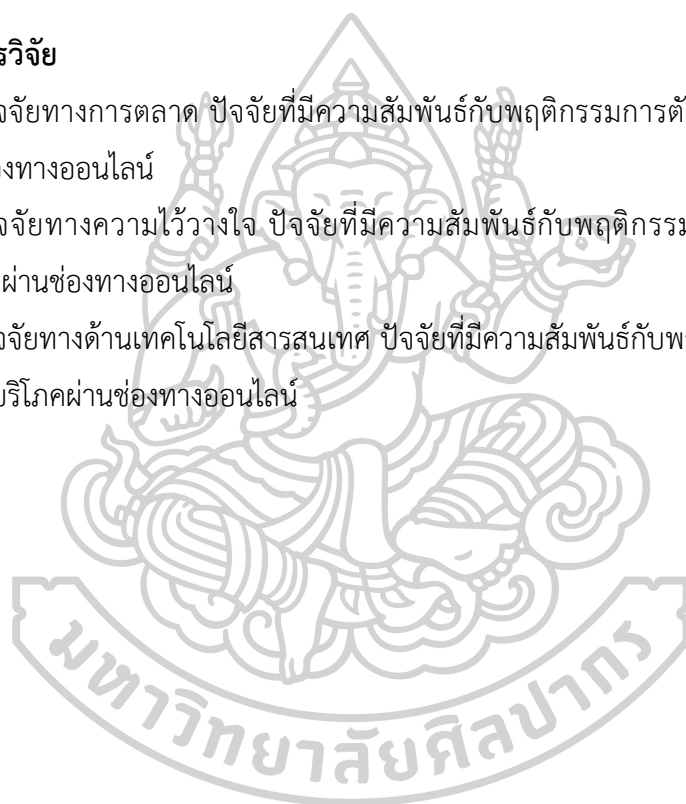 รวิจัย
จจัยทางการตลาด ปัจจัยที่มีความสัมพันธ์กับพฤติกรรมการตั
องทางออนไลน์
จจัยทางความไว้วางใจ ปัจจัยที่มีความสัมพันธ์กับพฤติกรรม
ผ่านช่องทางออนไลน์
จจัยทางด้านเทคโนโลยีสารสนเทศ ปัจจัยที่มีความสัมพันธ์กับพ
บริโภคผ่านช่องทางออนไลน์
มหาวิทยาลัยศิลปากร